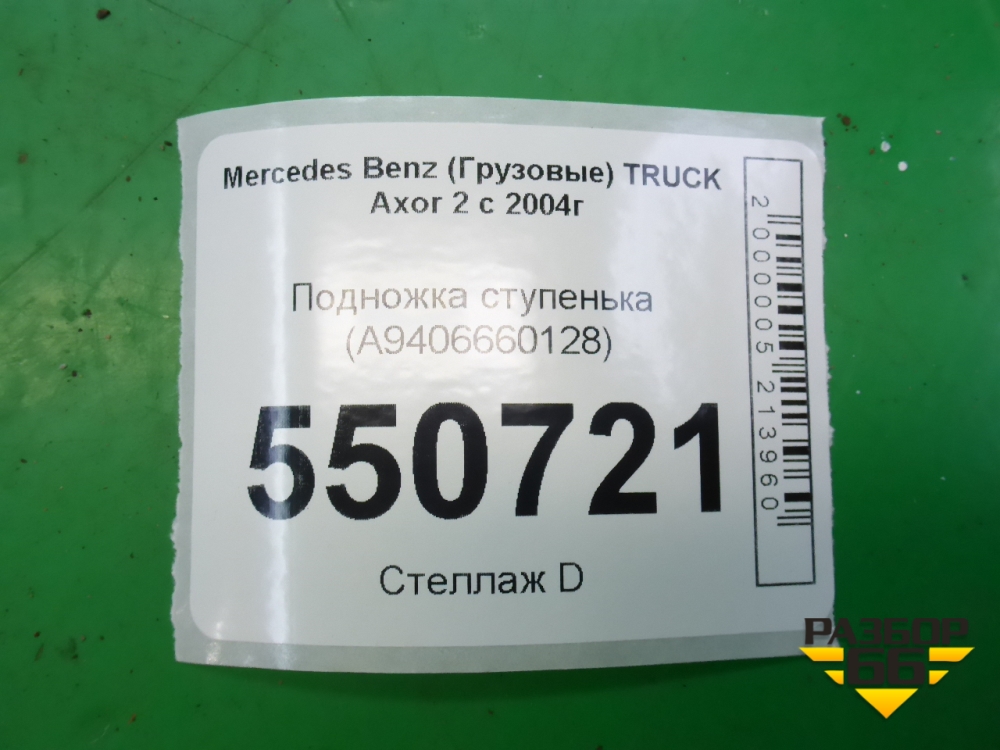 Mercedes Benz (Грузовые) TRUCK
Axor 2 с 2004г
Подножка ступенька
(A9406660128)
550721
Стеллаж D
2000005213960
РАЗБОР
66